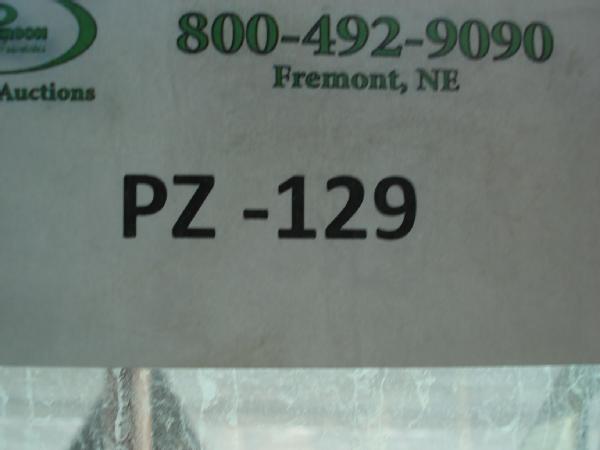 800-492-9090
Fremont, NE
Auctions
PZ -129